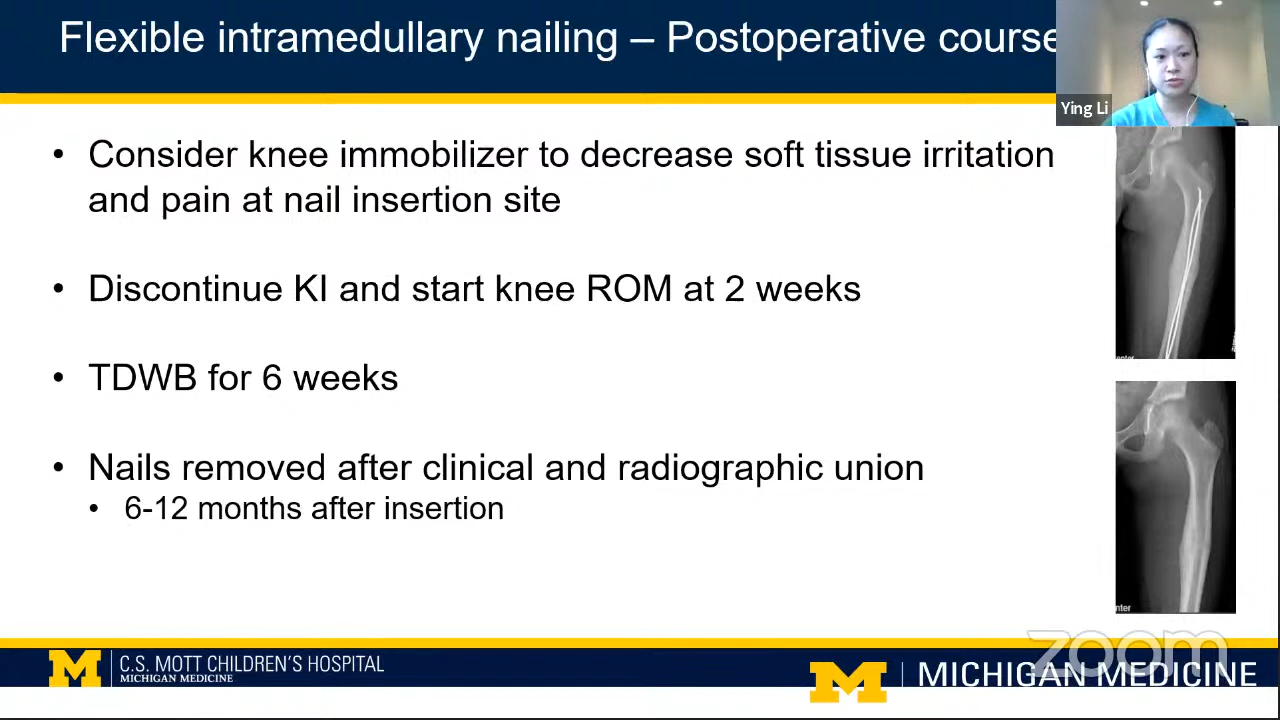 Flexible intramedullary nailing – Postoperative course
Ying Li
• Consider knee immobilizer to decrease soft tissue irritation
and pain at nail insertion site
• Discontinue KI and start knee ROM at 2 weeks
• TDWB for 6 weeks
• Nails removed after clinical and radiographic union
• 6-12 months after insertion
enter
nter
zoom
M C.S. MOTT CHILDREN'S HOSPITAL
MICHIGAN MEDICINE
M MICHIGAN MEDICINE